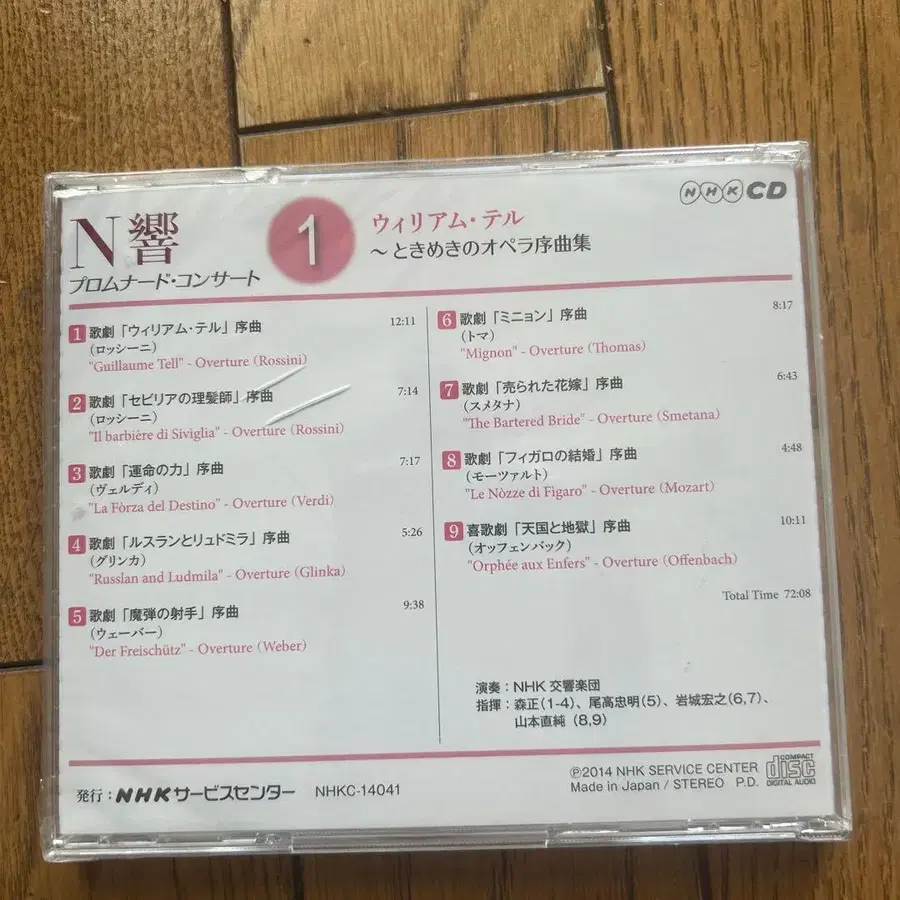 N響
プロムナード・コンサート
1
ウィリアム・テル
～ときめきのオペラ序曲集
NHK CD
1 歌劇「ウィリアム・テル」序曲 12:11
（ロッシーニ）
"Guillaume Tell" - Overture (Rossini)
2 歌劇「セビリアの理髪師」序曲 7:14
（ロッシーニ）
"Il barbière di Siviglia" - Overture (Rossini)
3 歌劇「運命の力」序曲 7:17
（ヴェルディ）
"La Fòrza del Destino" - Overture (Verdi)
4 歌劇「ルスランとリュドミラ」序曲 5:26
（グリンカ）
"Russlan and Ludmila" - Overture (Glinka)
5 歌劇「魔弾の射手」序曲 9:38
（ウェーバー）
"Der Freischütz" - Overture (Weber)
6 歌劇「ミニョン」序曲 8:17
（トマ）
"Mignon" - Overture (Thomas)
7 歌劇「売られた花嫁」序曲 6:43
（スメタナ）
"The Bartered Bride" - Overture (Smetana)
8 歌劇「フィガロの結婚」序曲 4:48
（モーツァルト）
"Le Nòzze di Figaro" - Overture (Mozart)
9 喜歌劇「天国と地獄」序曲 10:11
（オッフェンバック）
"Orphée aux Enfers" - Overture (Offenbach)
Total Time 72:08
演奏：NHK 交響楽団
指揮：森正(1-4)、尾高忠明(5)、岩城宏之(6,7)、
山本直純 (8,9)
発行：NHKサービスセンター NHKC-14041
℗2014 NHK SERVICE CENTER
Made in Japan / STEREO P.D.
COMPACT
disc
DIGITAL AUDIO